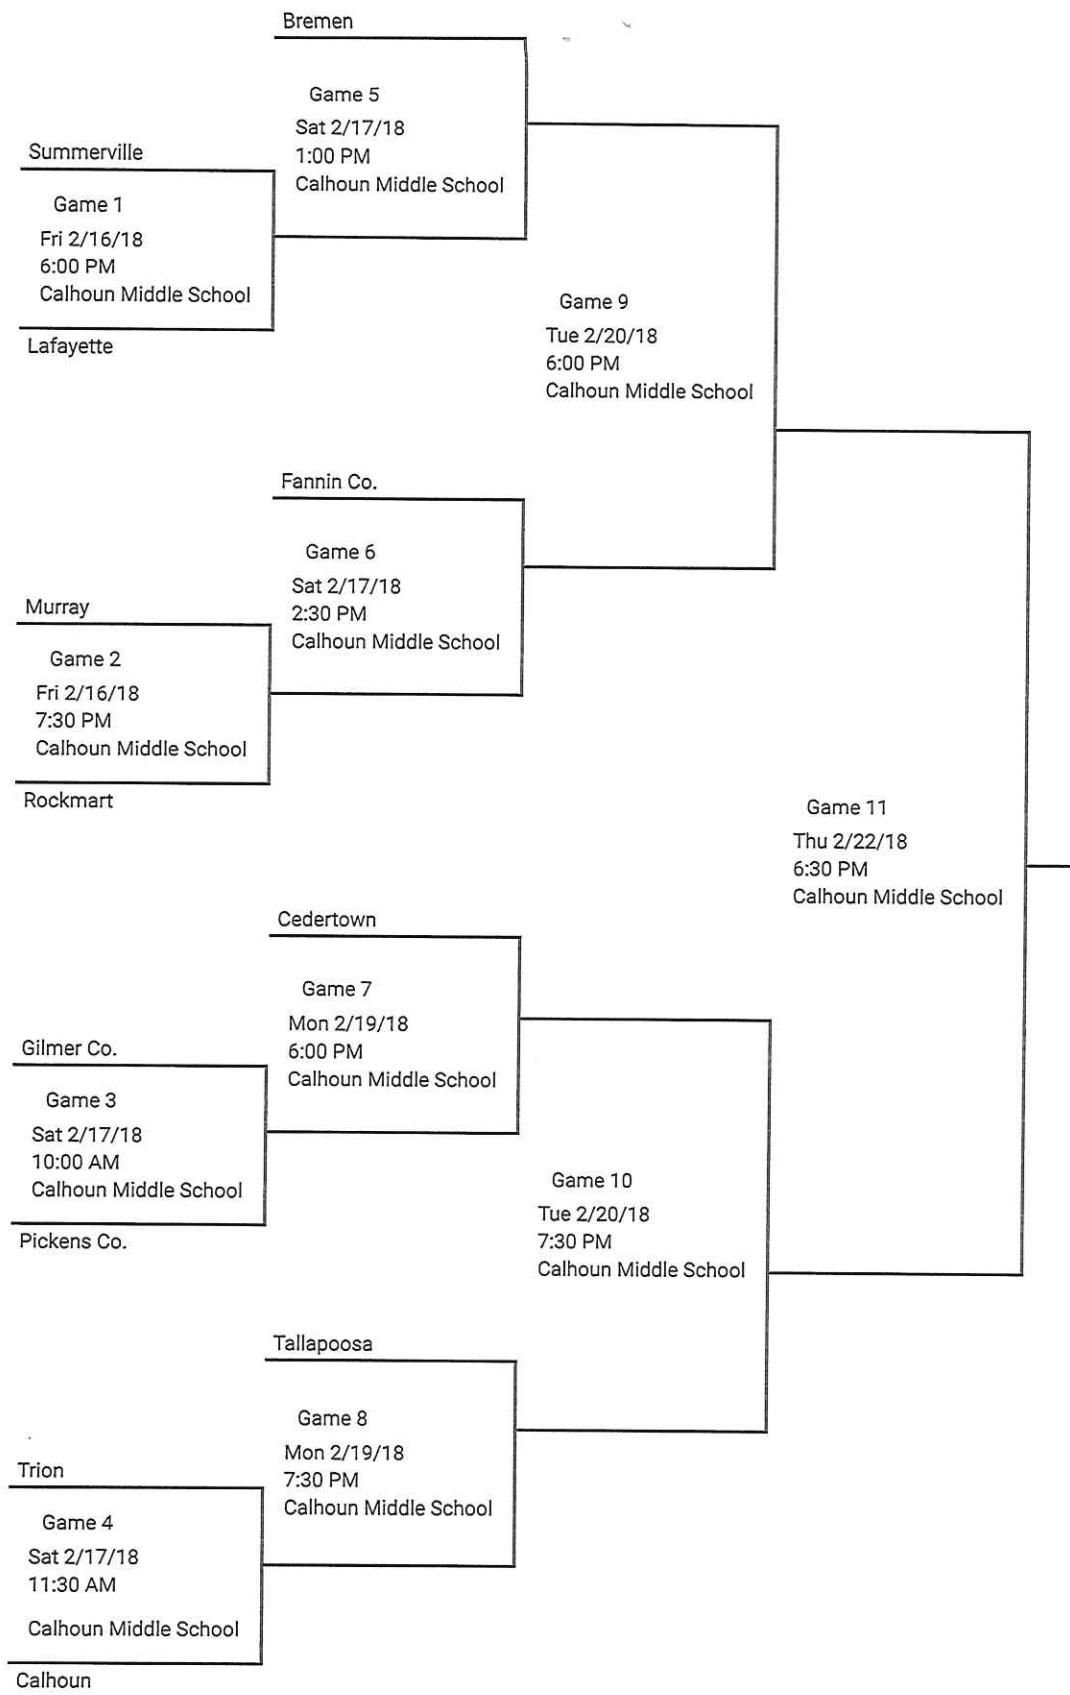 Bremen
Game 5
Sat 2/17/18
1:00 PM
Calhoun Middle School
Summerville
Game 1
Fri 2/16/18
6:00 PM
Calhoun Middle School
Lafayette
Game 9
Tue 2/20/18
6:00 PM
Calhoun Middle School
Fannin Co.
Game 6
Sat 2/17/18
2:30 PM
Calhoun Middle School
Murray
Game 2
Fri 2/16/18
7:30 PM
Calhoun Middle School
Rockmart
Game 11
Thu 2/22/18
6:30 PM
Calhoun Middle School
Cedertown
Game 7
Mon 2/19/18
6:00 PM
Calhoun Middle School
Gilmer Co.
Game 3
Sat 2/17/18
10:00 AM
Calhoun Middle School
Pickens Co.
Game 10
Tue 2/20/18
7:30 PM
Calhoun Middle School
Tallapoosa
Game 8
Mon 2/19/18
7:30 PM
Calhoun Middle School
Trion
Game 4
Sat 2/17/18
11:30 AM
Calhoun Middle School
Calhoun